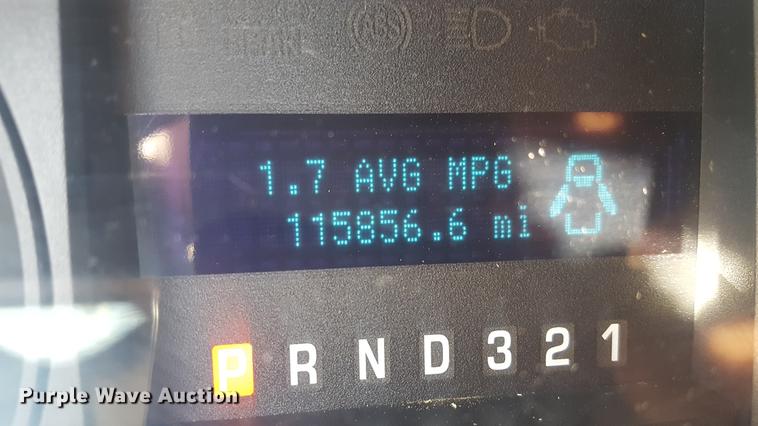 ABS
1.7 AVG MPG
115856.6 mi
P R N D 3 2 1
Purple Wave Auction